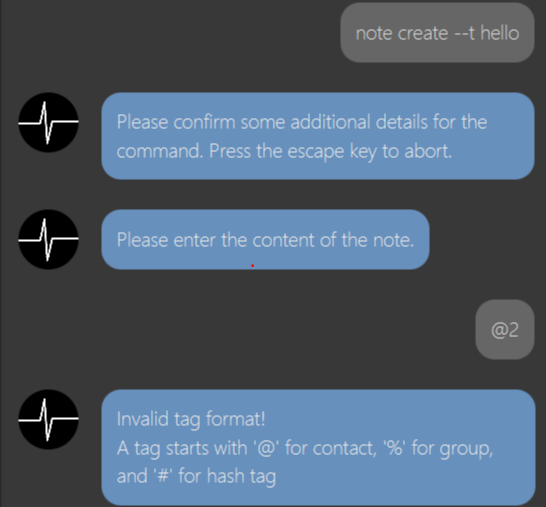 note create --t hello
Please confirm some additional details for the
command. Press the escape key to abort.
Please enter the content of the note.
@2
Invalid tag format!
A tag starts with '@' for contact, '%' for group,
and '#' for hash tag